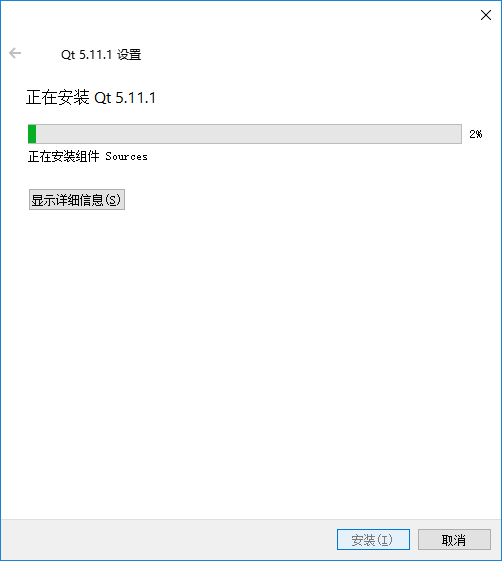 Qt 5.11.1 设置
正在安装 Qt 5.11.1
2%
正在安装组件 Sources
显示详细信息(S)
安装(I)
取消